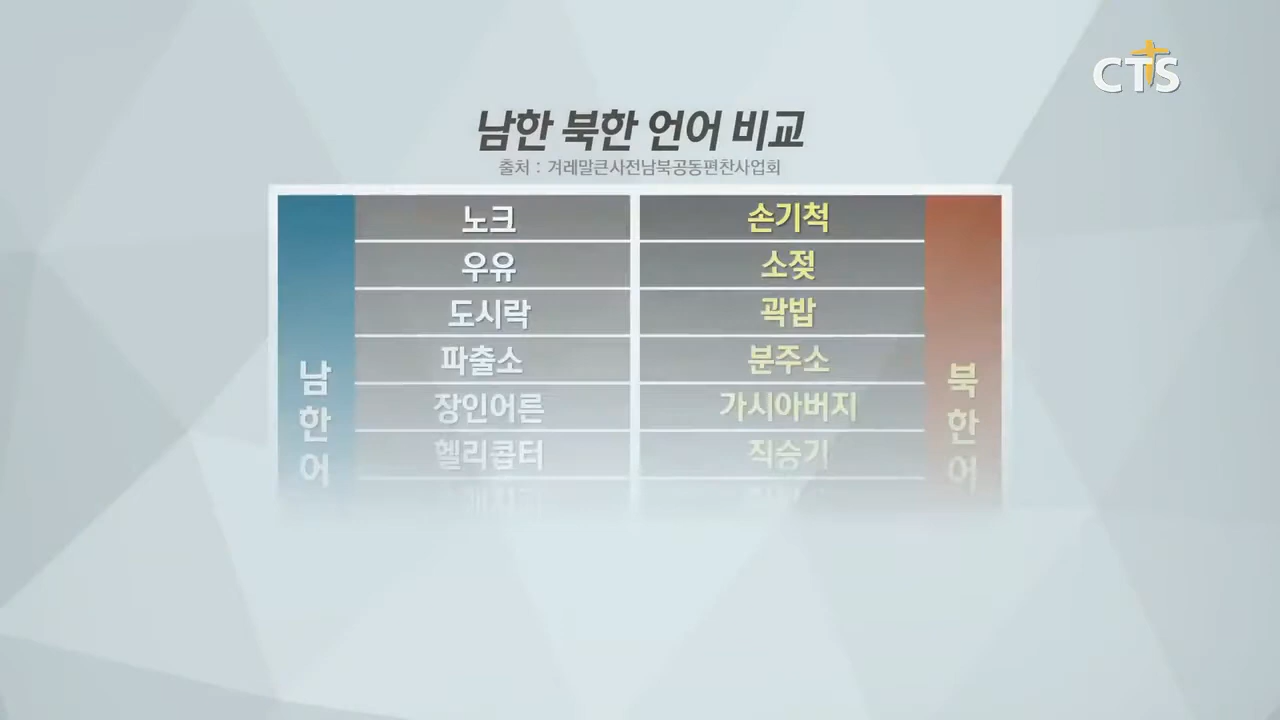 CTS
남한 북한 언어 비교
출처 : 겨레말큰사전남북공동편찬사업회
노크 손기척
우유 소젖
도시락 곽밥
파출소 분주소
장인어른 가시아버지
헬리콥터 직승기
남한어
북한어